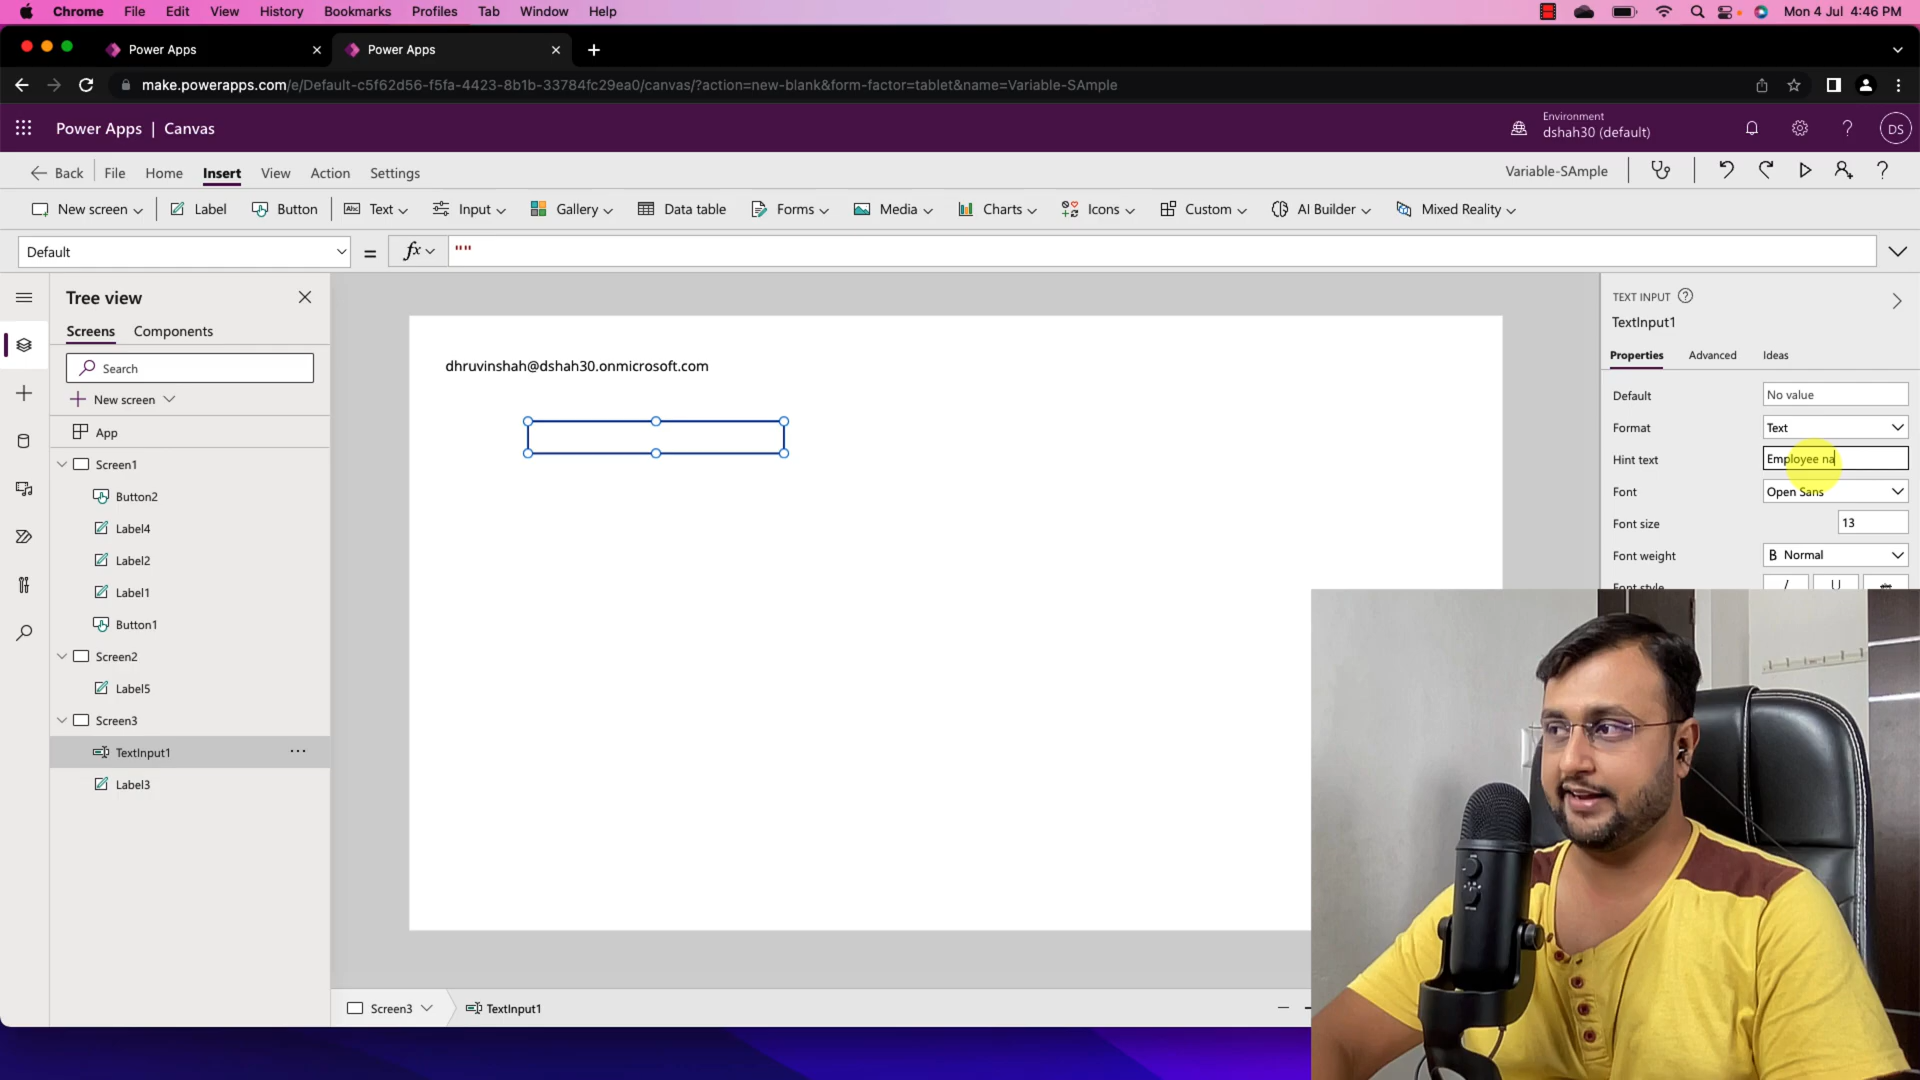 Chrome File Edit View History Bookmarks Profiles Tab Window Help Mon 4 Jul 4:46 PM
Power Apps Power Apps
make.powerapps.com/e/Default-c5f62d56-f5fa-4423-8b1b-33784fc29ea0/canvas/?action=new-blank&form-factor=tablet&name=Variable-SAmple
Power Apps | Canvas Environment dshah30 (default) DS
Back File Home Insert View Action Settings Variable-SAmple
New screen Label Button Text Input Gallery Data table Forms Media Charts Icons Custom AI Builder Mixed Reality
Default = fx ""
Tree view
Screens Components
Search
New screen
App
Screen1
Button2
Label4
Label2
Label1
Button1
Screen2
Label5
Screen3
TextInput1
Label3
dhruvinshah@dshah30.onmicrosoft.com
Screen3 TextInput1
TEXT INPUT
TextInput1
Properties Advanced Ideas
Default No value
Format Text
Hint text Employee na
Font Open Sans
Font size 13
Font weight B Normal
Font style / U